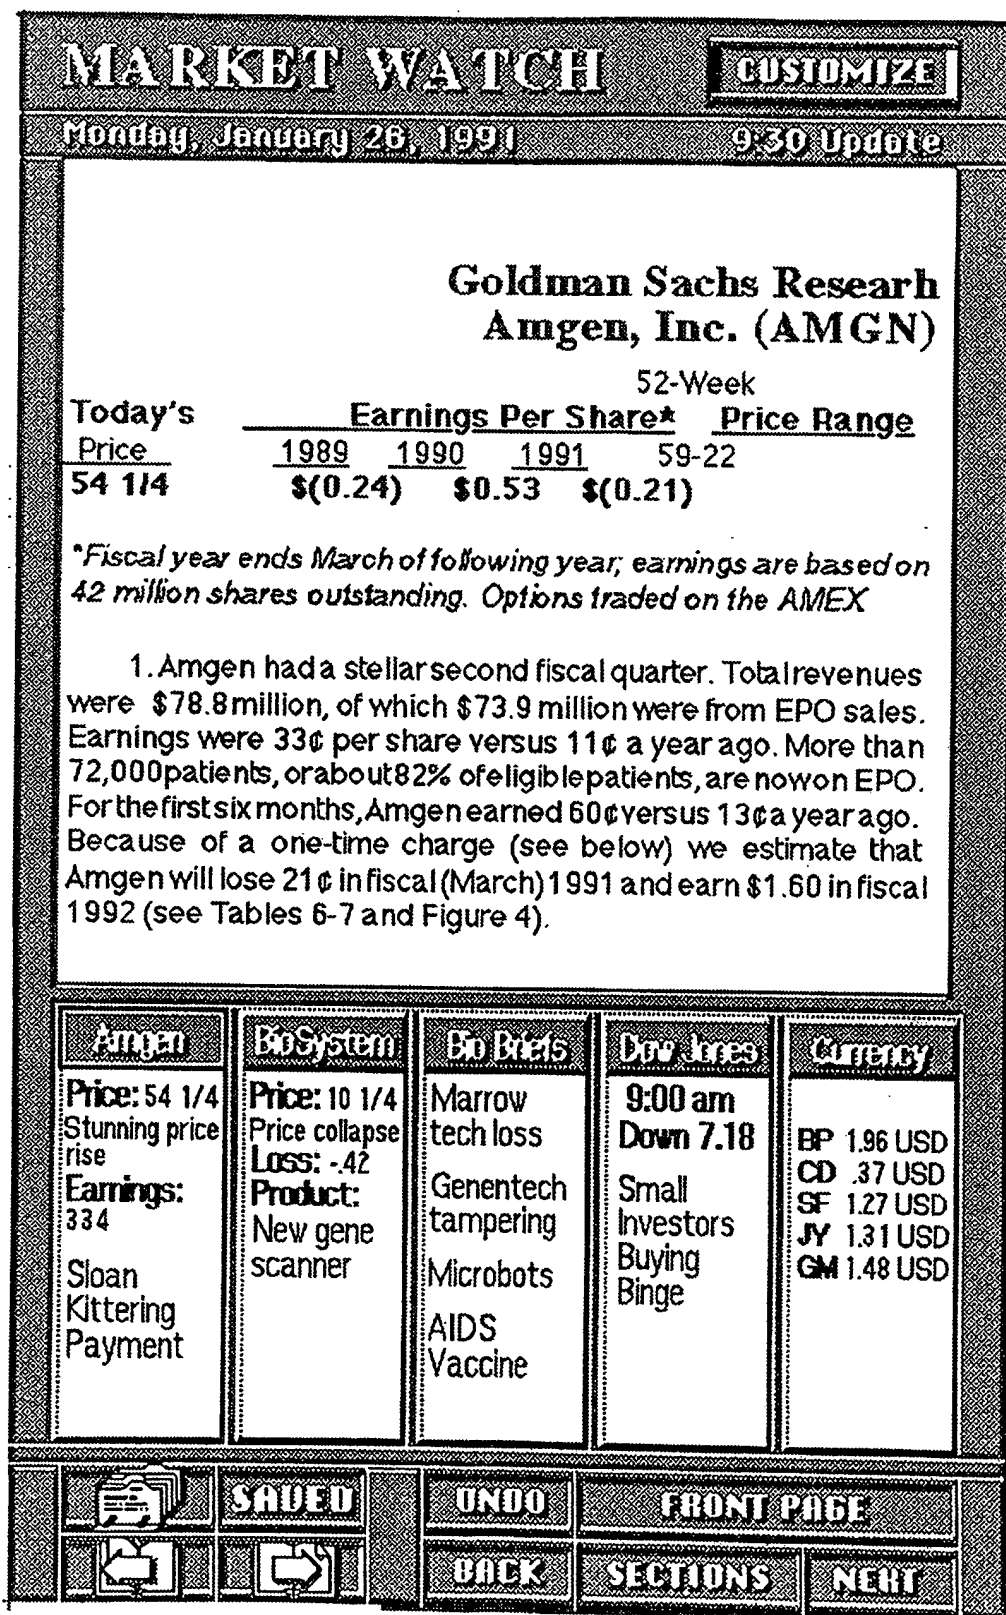 MARKET WATCH
CUSTOMIZE
Monday, January 26, 1991
9:30 Update
Goldman Sachs Researh
Amgen, Inc. (AMGN)
52-Week
Today's Earnings Per Share* Price Range
Price 1989 1990 1991 59-22
54 1/4 $(0.24) $0.53 $(0.21)
*Fiscal year ends March of following year; earnings are based on
42 million shares outstanding. Options traded on the AMEX
1. Amgen had a stellar second fiscal quarter. Total revenues
were $78.8 million, of which $73.9 million were from EPO sales.
Earnings were 33¢ per share versus 11¢ a year ago. More than
72,000 patients, or about 82% of eligible patients, are now on EPO.
For the first six months, Amgen earned 60¢ versus 13¢ a year ago.
Because of a one-time charge (see below) we estimate that
Amgen will lose 21¢ in fiscal (March) 1991 and earn $1.60 in fiscal
1992 (see Tables 6-7 and Figure 4).
Amgen
Price: 54 1/4
Stunning price
rise
Earnings:
334
Sloan
Kittering
Payment
BioSystem
Price: 10 1/4
Price collapse
Loss: -.42
Product:
New gene
scanner
Bio Briefs
Marrow
tech loss
Genentech
tampering
Microbots
AIDS
Vaccine
Dow Jones
9:00 am
Down 7.18
Small
Investors
Buying
Binge
Currency
BP 1.96 USD
CD .37 USD
SF 1.27 USD
JY 1.31 USD
GM 1.48 USD
SAVED
UNDO
FRONT PAGE
BACK
SECTIONS
NEXT